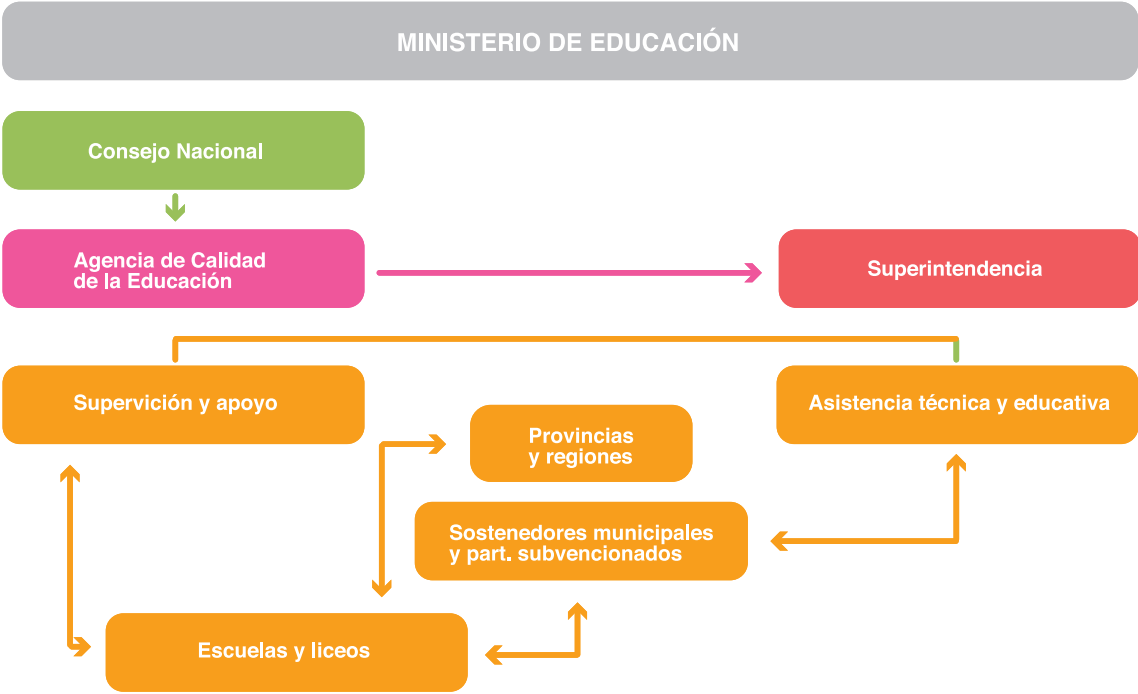 MINISTERIO DE EDUCACIÓN
Consejo Nacional
Agencia de Calidad
de la Educación
Superintendencia
Supervición y apoyo
Asistencia técnica y educativa
Provincias
y regiones
Sostenedores municipales
y part. subvencionados
Escuelas y liceos